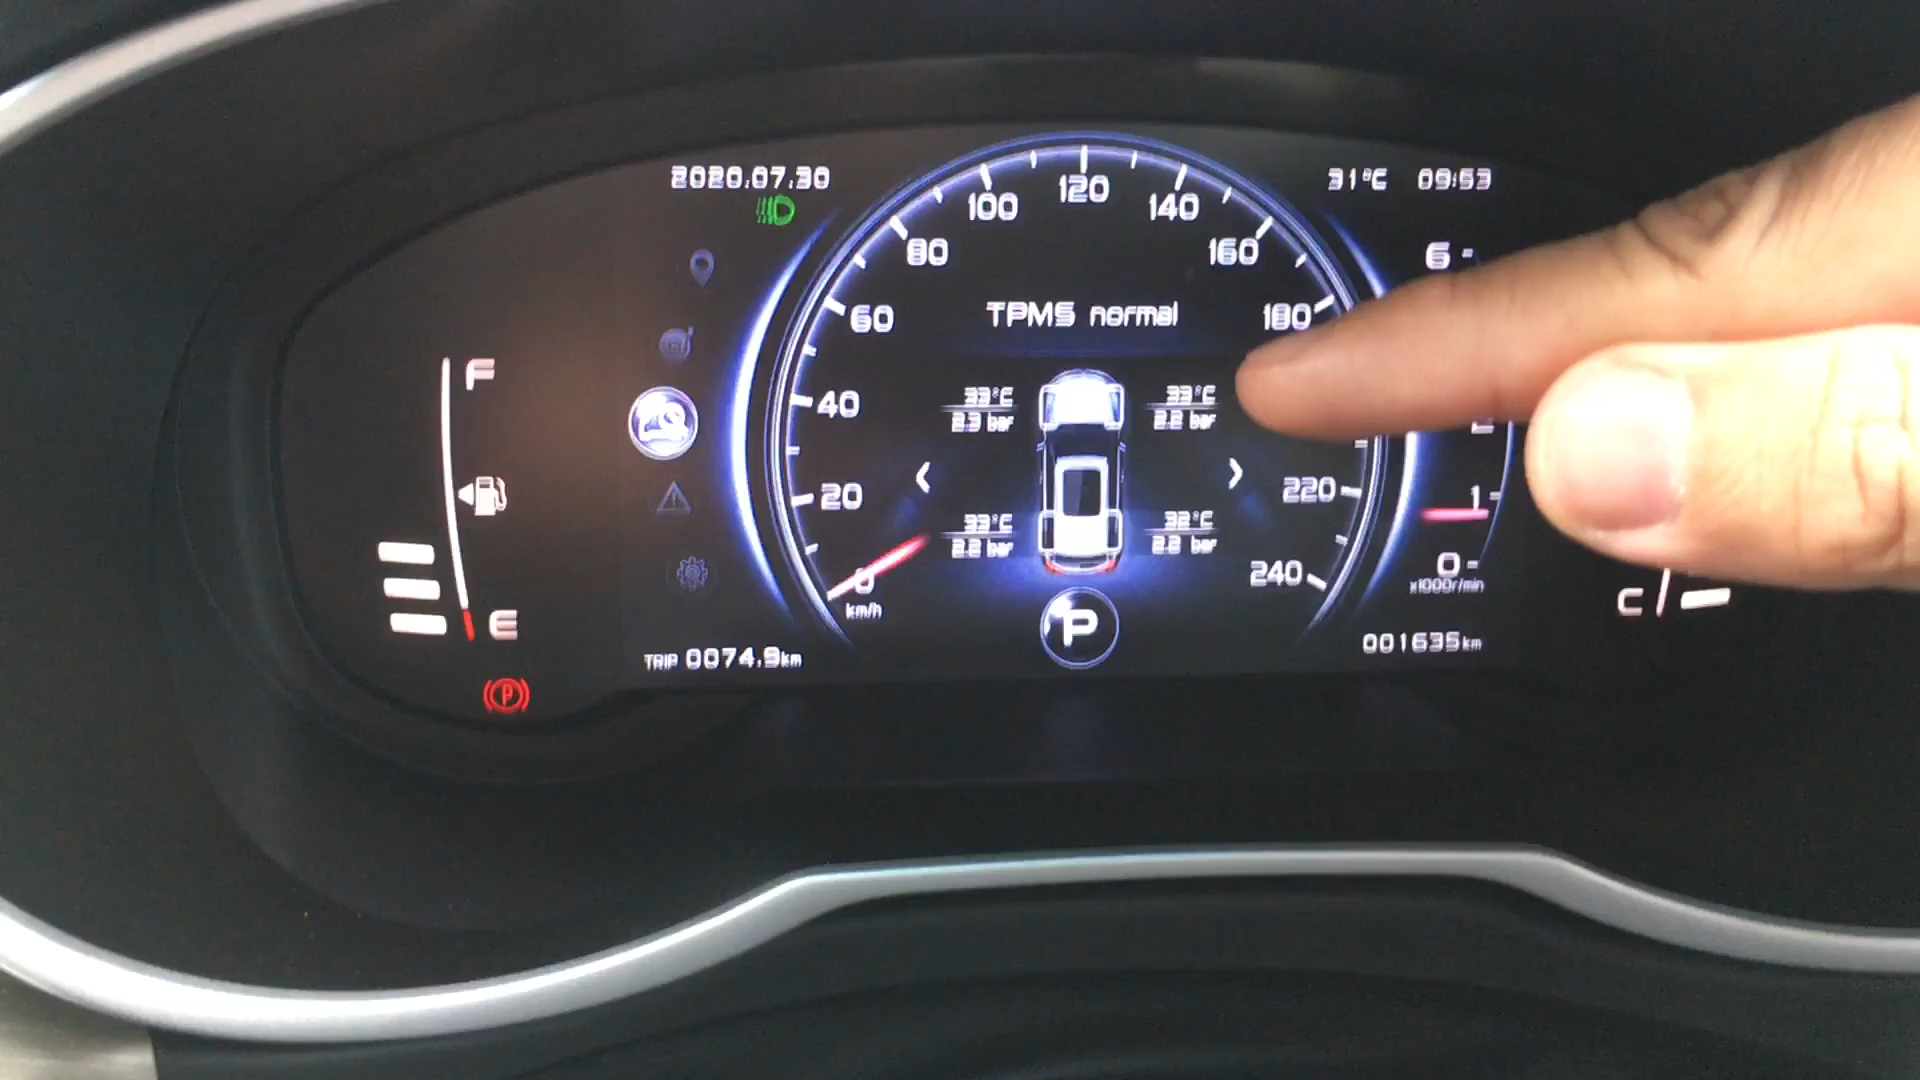 2020.07.30
31°C 09:53
120
100
140
80
160
60
180
40
20
0
km/h
220
240
TPMS normal
33°C
2.3 bar
33°C
2.2 bar
33°C
2.2 bar
32°C
2.2 bar
P
F
E
P
6
2
1
0
x1000r/min
C
TRIP 0074.9km
001635km